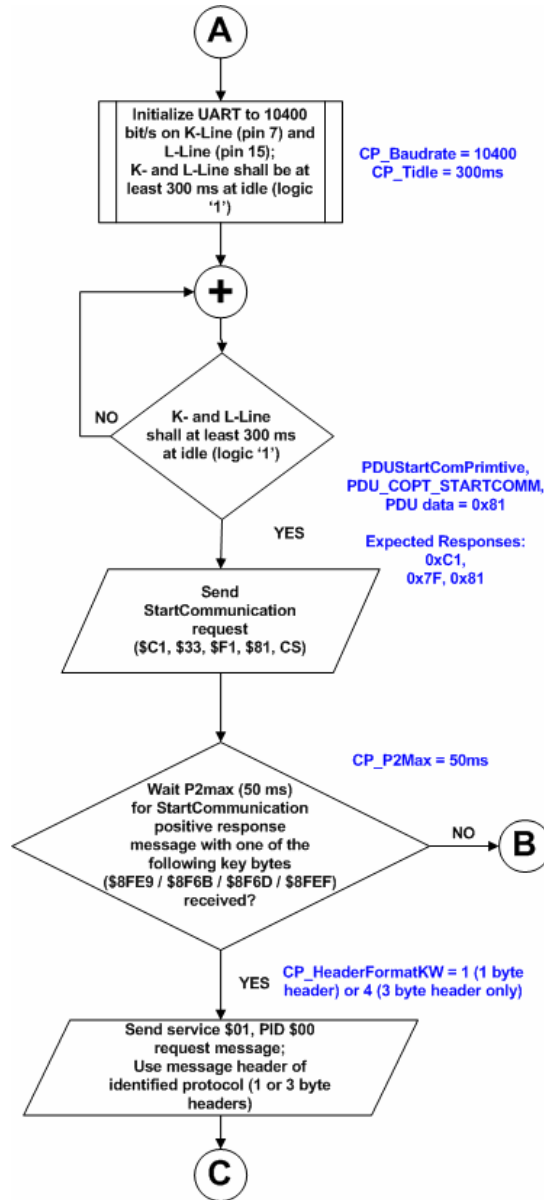 A
Initialize UART to 10400
bit/s on K-Line (pin 7) and
L-Line (pin 15);
K- and L-Line shall be at
least 300 ms at idle (logic
‘1’)
CP_Baudrate = 10400
CP_Tidle = 300ms
+
NO
K- and L-Line
shall at least 300 ms
at idle (logic ‘1’)
PDUStartComPrimtive,
PDU_COPT_STARTCOMM,
PDU data = 0x81
YES
Expected Responses:
0xC1,
0x7F, 0x81
Send
StartCommunication
request
($C1, $33, $F1, $81, CS)
CP_P2Max = 50ms
Wait P2max (50 ms)
for StartCommunication
positive response
message with one of the
following key bytes
($8FE9 / $8F6B / $8F6D / $8FEF)
received?
NO
B
YES
CP_HeaderFormatKW = 1 (1 byte
header) or 4 (3 byte header only)
Send service $01, PID $00
request message;
Use message header of
identified protocol (1 or 3 byte
headers)
C